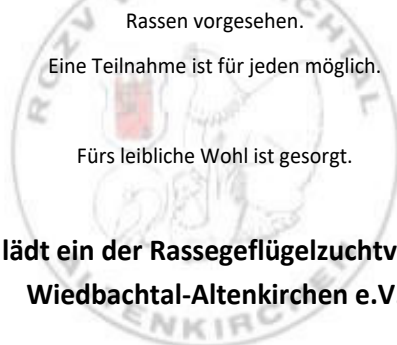 Rassen vorgesehen.
Eine Teilnahme ist für jeden möglich.
Fürs leibliche Wohl ist gesorgt.
lädt ein der Rassegeflügelzuchtv
Wiedbachtal-Altenkirchen e.V
ALTENKIRCHEN